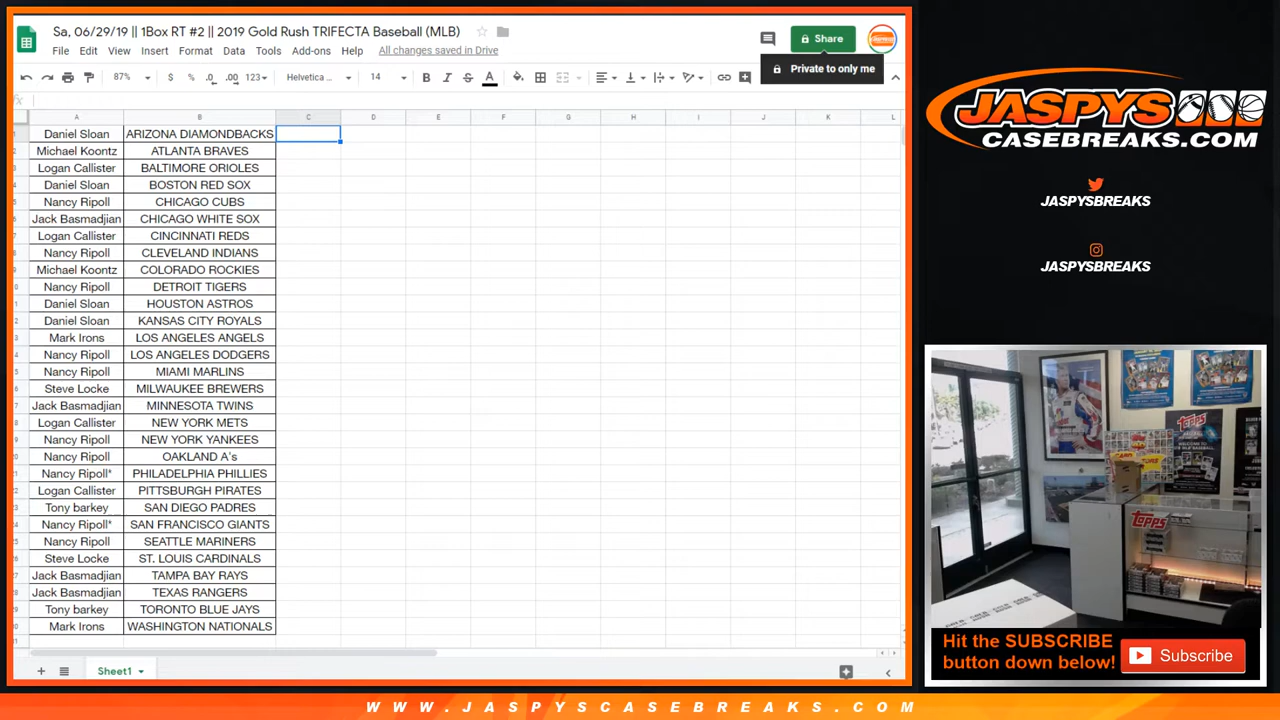 Sa, 06/29/19 || 1Box RT #2 || 2019 Gold Rush TRIFECTA Baseball (MLB)
File Edit View Insert Format Data Tools Add-ons Help All changes saved in Drive
Share
Private to only me
87% $ % .0 .00 123 Helvetica ... 14 B I S A
fx
A B C D E F G H I J K L
Daniel Sloan ARIZONA DIAMONDBACKS
Michael Koontz ATLANTA BRAVES
Logan Callister BALTIMORE ORIOLES
Daniel Sloan BOSTON RED SOX
Nancy Ripoll CHICAGO CUBS
Jack Basmadjian CHICAGO WHITE SOX
Logan Callister CINCINNATI REDS
Nancy Ripoll CLEVELAND INDIANS
Michael Koontz COLORADO ROCKIES
Nancy Ripoll DETROIT TIGERS
Daniel Sloan HOUSTON ASTROS
Daniel Sloan KANSAS CITY ROYALS
Mark Irons LOS ANGELES ANGELS
Nancy Ripoll LOS ANGELES DODGERS
Nancy Ripoll MIAMI MARLINS
Steve Locke MILWAUKEE BREWERS
Jack Basmadjian MINNESOTA TWINS
Logan Callister NEW YORK METS
Nancy Ripoll NEW YORK YANKEES
Nancy Ripoll OAKLAND A's
Nancy Ripoll* PHILADELPHIA PHILLIES
Logan Callister PITTSBURGH PIRATES
Tony barkey SAN DIEGO PADRES
Nancy Ripoll* SAN FRANCISCO GIANTS
Nancy Ripoll SEATTLE MARINERS
Steve Locke ST. LOUIS CARDINALS
Jack Basmadjian TAMPA BAY RAYS
Jack Basmadjian TEXAS RANGERS
Tony barkey TORONTO BLUE JAYS
Mark Irons WASHINGTON NATIONALS
Sheet1
JASPYS
CASEBREAKS.COM
JASPYSBREAKS
JASPYSBREAKS
TOPPS
topps
Hit the SUBSCRIBE
button down below!
Subscribe
WWW.JASPYSCASEBREAKS.COM